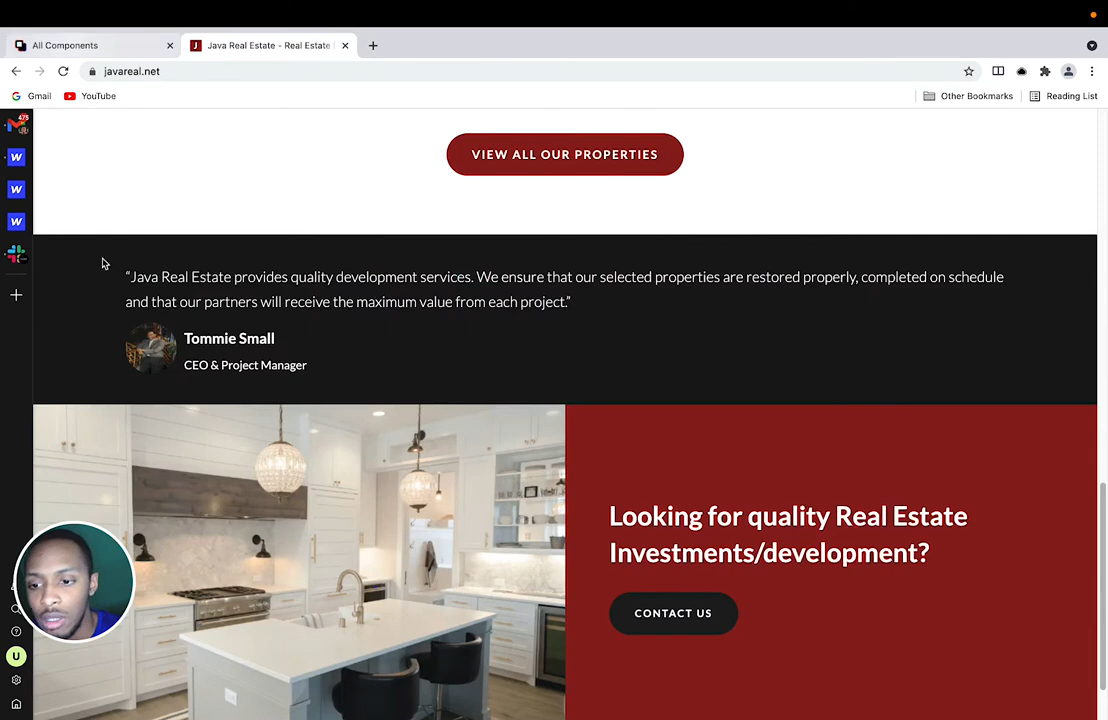 All Components
Java Real Estate - Real Estate
javareal.net
Gmail
YouTube
Other Bookmarks
Reading List
475
W
W
W
VIEW ALL OUR PROPERTIES
“Java Real Estate provides quality development services. We ensure that our selected properties are restored properly, completed on schedule
and that our partners will receive the maximum value from each project.”
Tommie Small
CEO & Project Manager
Looking for quality Real Estate
Investments/development?
CONTACT US
U